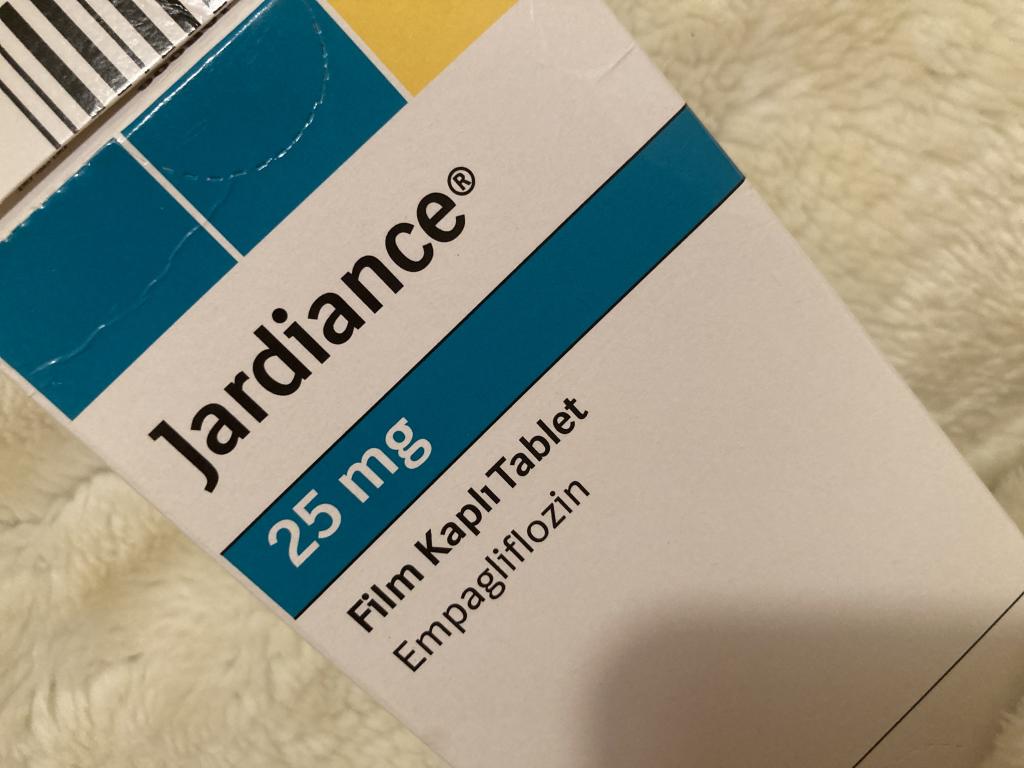 Jardiance®
25 mg
Film Kaplı Tablet
Empagliflozin